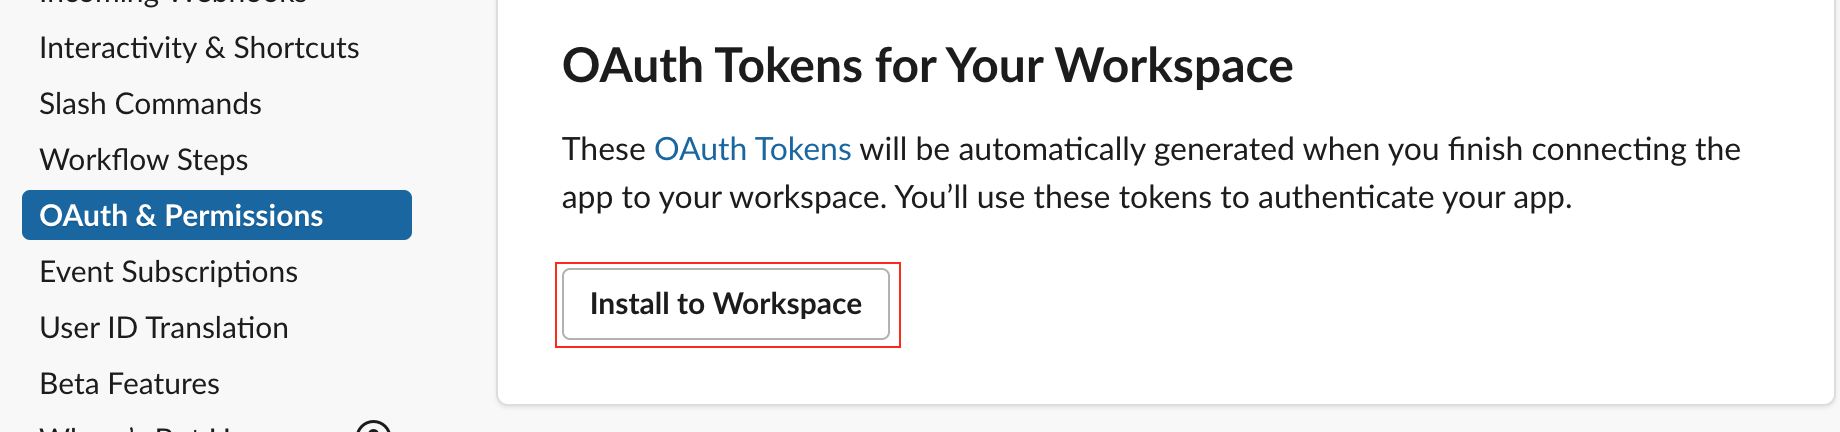 Incoming Webhooks
Interactivity & Shortcuts
Slash Commands
Workflow Steps
OAuth & Permissions
Event Subscriptions
User ID Translation
Beta Features
OAuth Tokens for Your Workspace
These OAuth Tokens will be automatically generated when you finish connecting the
app to your workspace. You’ll use these tokens to authenticate your app.
Install to Workspace